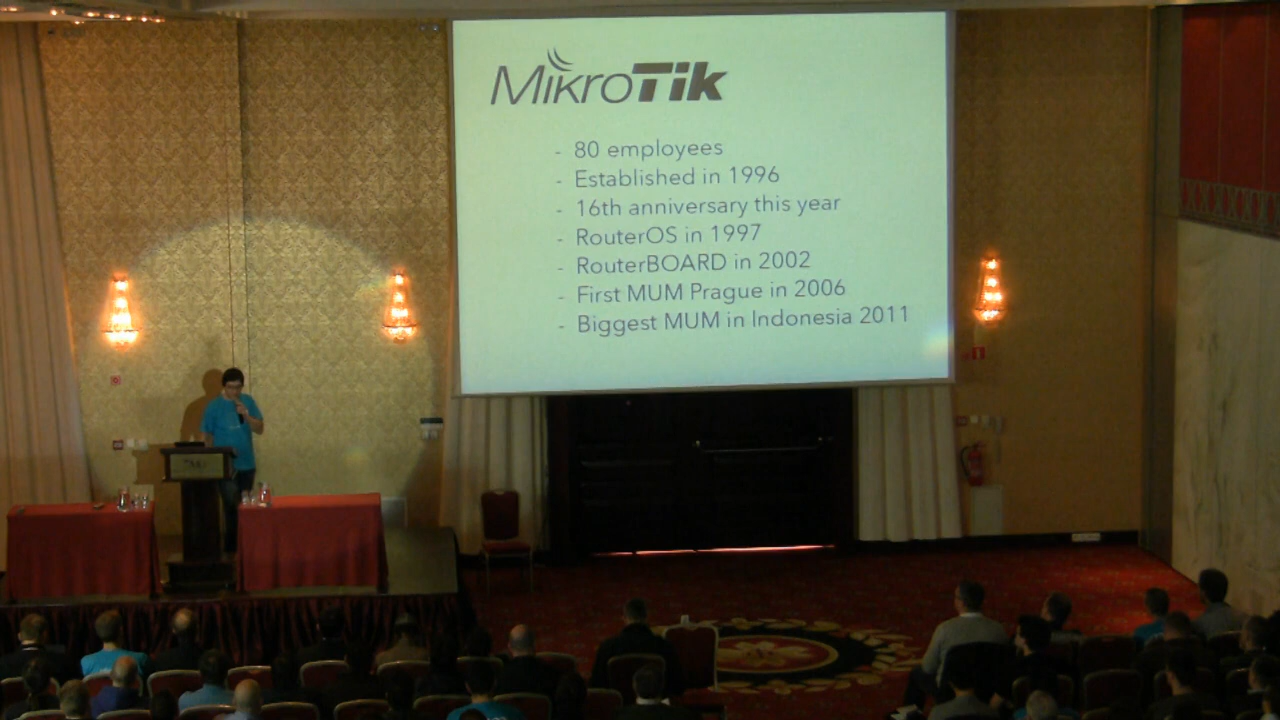 MikroTik
- 80 employees
- Established in 1996
- 16th anniversary this year
- RouterOS in 1997
- RouterBOARD in 2002
- First MUM Prague in 2006
- Biggest MUM in Indonesia 2011